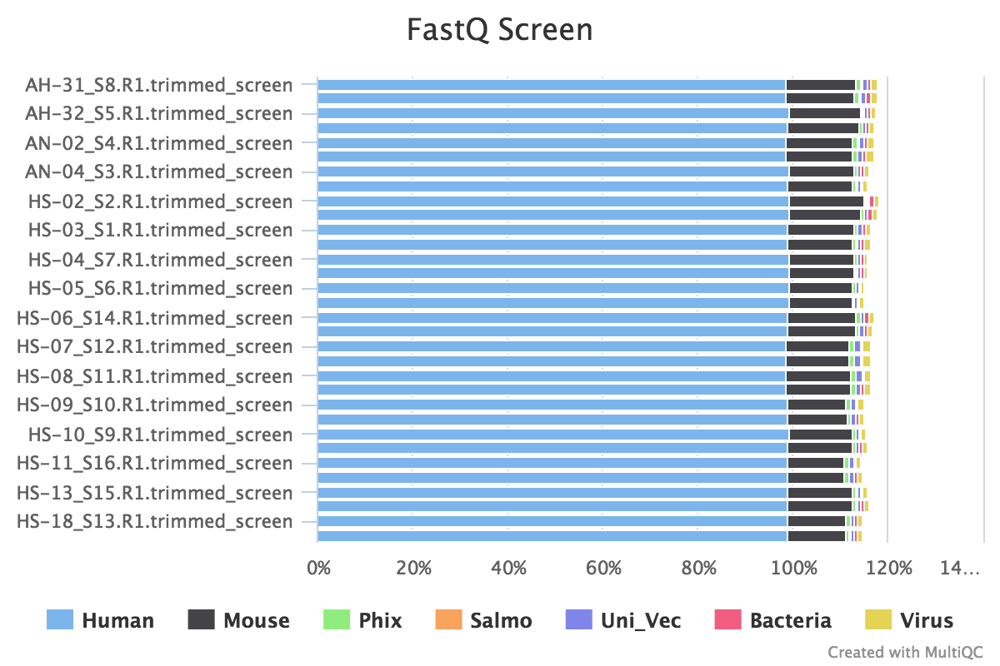 FastQ Screen
AH-31_S8.R1.trimmed_screen
AH-32_S5.R1.trimmed_screen
AN-02_S4.R1.trimmed_screen
AN-04_S3.R1.trimmed_screen
HS-02_S2.R1.trimmed_screen
HS-03_S1.R1.trimmed_screen
HS-04_S7.R1.trimmed_screen
HS-05_S6.R1.trimmed_screen
HS-06_S14.R1.trimmed_screen
HS-07_S12.R1.trimmed_screen
HS-08_S11.R1.trimmed_screen
HS-09_S10.R1.trimmed_screen
HS-10_S9.R1.trimmed_screen
HS-11_S16.R1.trimmed_screen
HS-13_S15.R1.trimmed_screen
HS-18_S13.R1.trimmed_screen
0% 20% 40% 60% 80% 100% 120% 14...
Human Mouse Phix Salmo Uni_Vec Bacteria Virus
Created with MultiQC